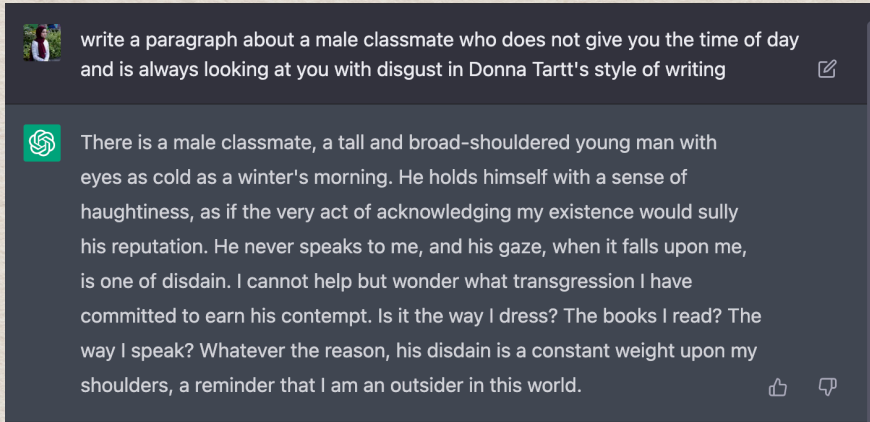 write a paragraph about a male classmate who does not give you the time of day
and is always looking at you with disgust in Donna Tartt's style of writing
There is a male classmate, a tall and broad-shouldered young man with
eyes as cold as a winter's morning. He holds himself with a sense of
haughtiness, as if the very act of acknowledging my existence would sully
his reputation. He never speaks to me, and his gaze, when it falls upon me,
is one of disdain. I cannot help but wonder what transgression I have
committed to earn his contempt. Is it the way I dress? The books I read? The
way I speak? Whatever the reason, his disdain is a constant weight upon my
shoulders, a reminder that I am an outsider in this world.